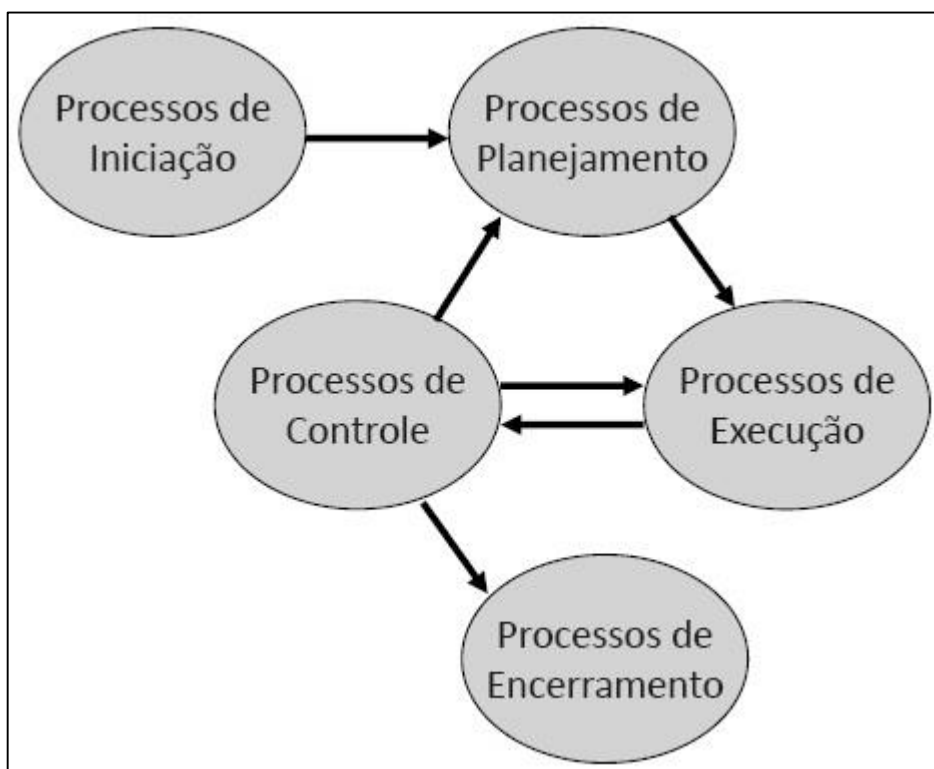 Processos de
Iniciação
Processos de
Planejamento
Processos de
Controle
Processos de
Execução
Processos de
Encerramento